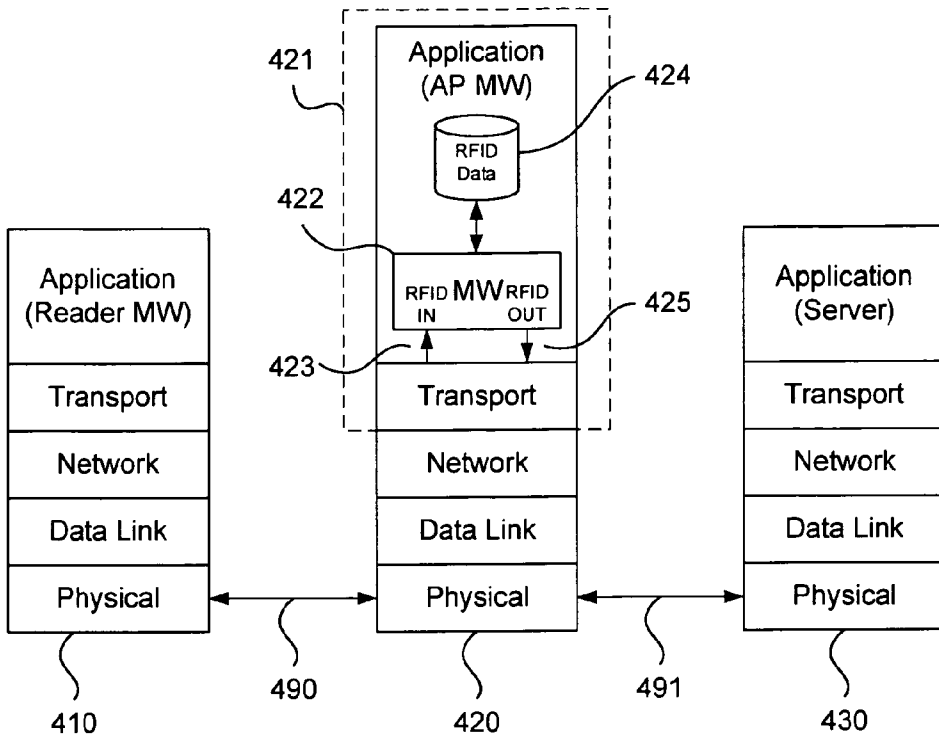 421
Application
(AP MW)
424
RFID
Data
422
Application
(Reader MW)
RFID MW RFID
IN OUT
423
425
Application
(Server)
Transport
Transport
Transport
Network
Network
Network
Data Link
Data Link
Data Link
Physical
Physical
Physical
410
490
420
491
430